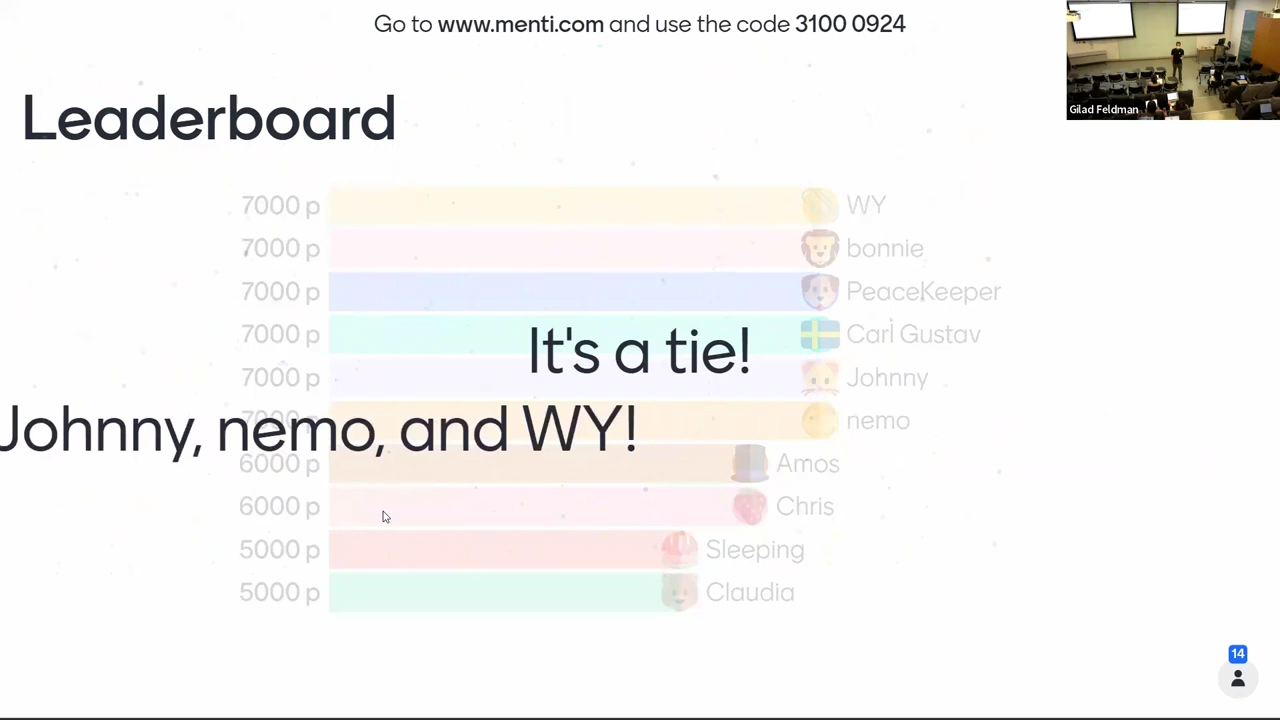 Go to www.menti.com and use the code 3100 0924
Gilad Feldman
Leaderboard
7000 p WY
7000 p bonnie
7000 p PeaceKeeper
7000 p Carl Gustav
It's a tie!
7000 p Johnny
7000 p nemo
Johnny, nemo, and WY!
6000 p Amos
6000 p Chris
5000 p Sleeping
5000 p Claudia
14